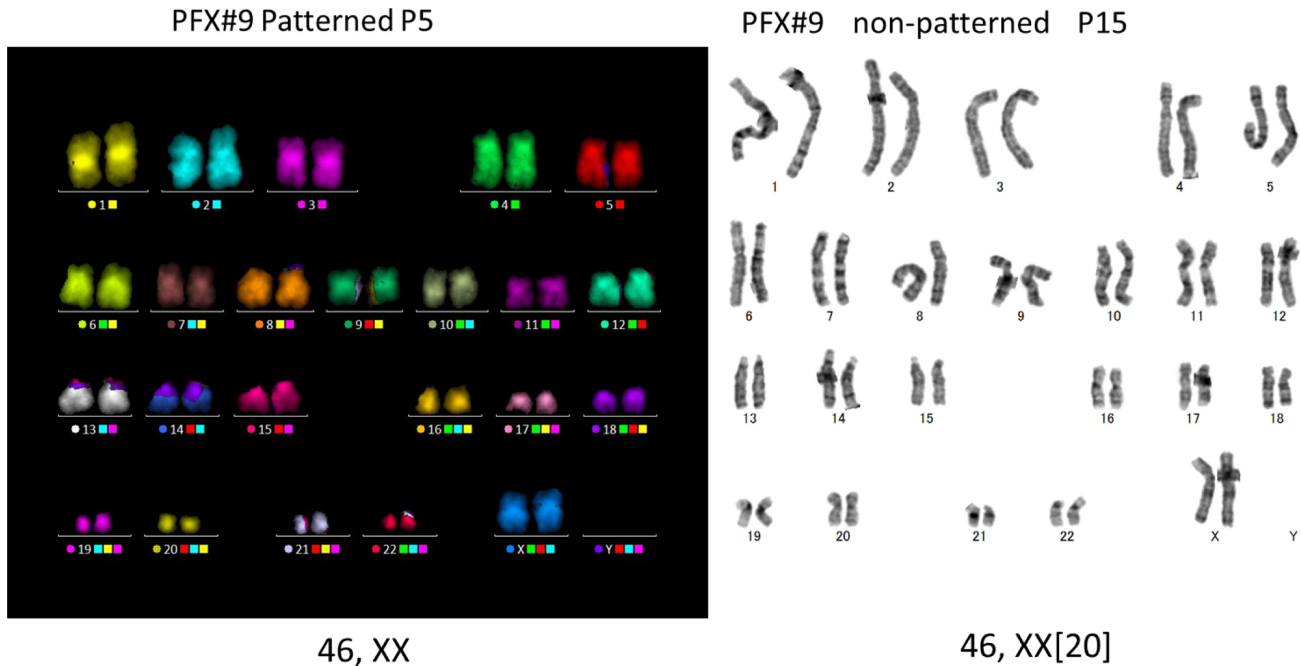 PFX#9 Patterned P5
PFX#9 non-patterned P15
1 2 3 4 5
6 7 8 9 10 11 12
13 14 15 16 17 18
19 20 21 22 X Y
1 2 3 4 5
6 7 8 9 10 11 12
13 14 15 16 17 18
19 20 21 22 X Y
46, XX
46, XX[20]